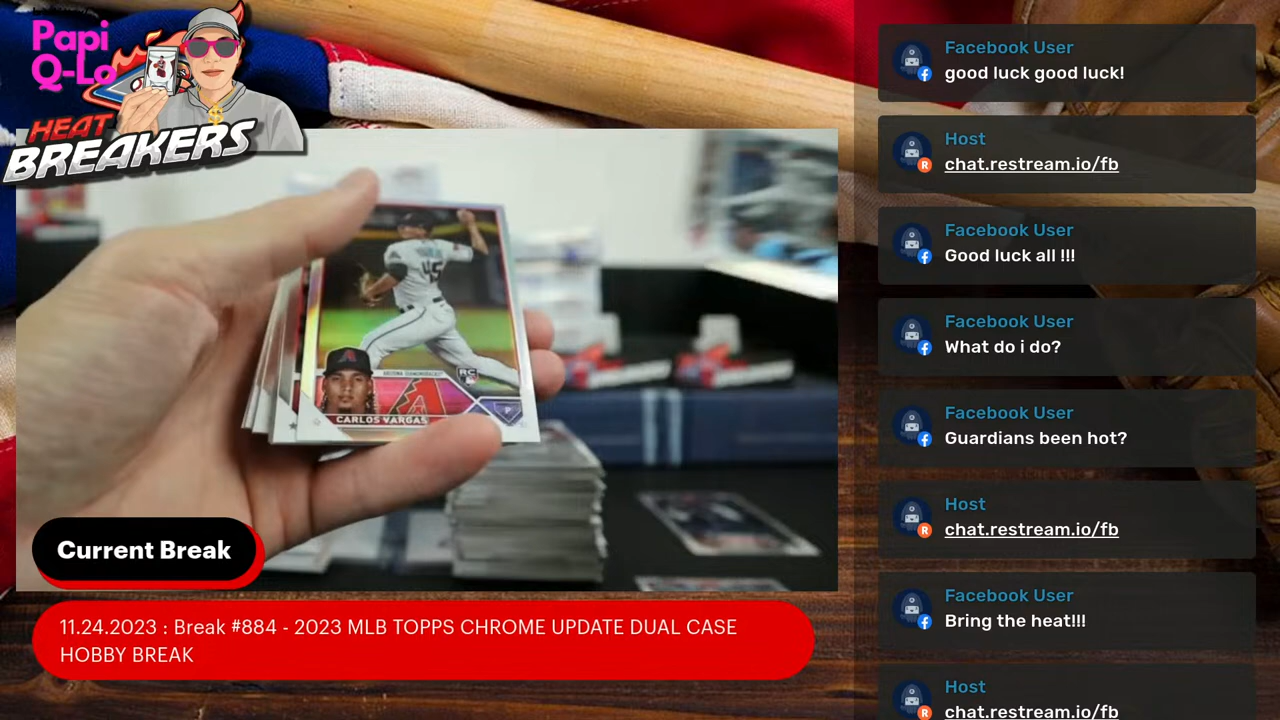 Papi
Q-Lo
HEAT
BREAKERS
45
ARIZONA DIAMONDBACKS
RC
CARLOS VARGAS
P
Current Break
11.24.2023 : Break #884 - 2023 MLB TOPPS CHROME UPDATE DUAL CASE
HOBBY BREAK
Facebook User
good luck good luck!
Host
chat.restream.io/fb
Facebook User
Good luck all !!!
Facebook User
What do i do?
Facebook User
Guardians been hot?
Host
chat.restream.io/fb
Facebook User
Bring the heat!!!
Host
chat.restream.io/fb